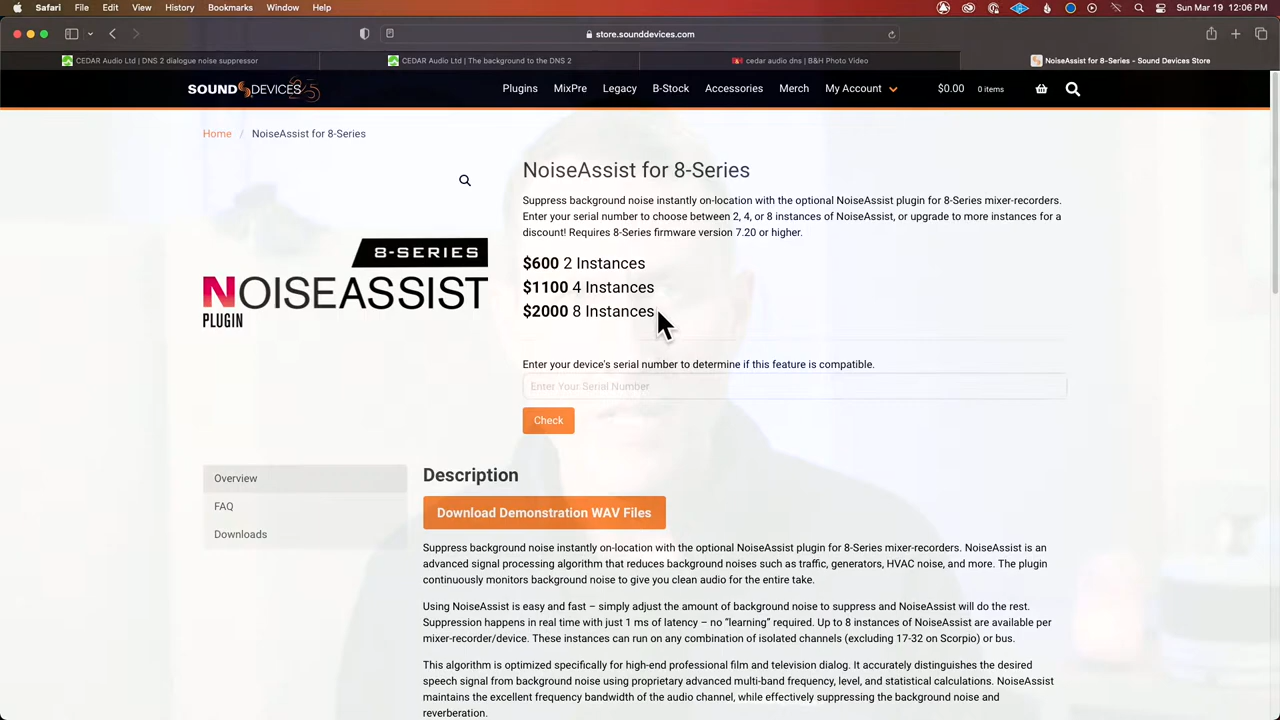 Safari File Edit View History Bookmarks Window Help Sun Mar 19 12:06 PM
store.sounddevices.com
CEDAR Audio Ltd | DNS 2 dialogue noise suppressor
CEDAR Audio Ltd | The background to the DNS 2
cedar audio dns | B&H Photo Video
NoiseAssist for 8-Series - Sound Devices Store
SOUND DEVICES 25
Plugins MixPre Legacy B-Stock Accessories Merch My Account $0.00 0 items
Home / NoiseAssist for 8-Series
8-SERIES
NOISEASSIST
PLUGIN
NoiseAssist for 8-Series
Suppress background noise instantly on-location with the optional NoiseAssist plugin for 8-Series mixer-recorders.
Enter your serial number to choose between 2, 4, or 8 instances of NoiseAssist, or upgrade to more instances for a
discount! Requires 8-Series firmware version 7.20 or higher.
$600 2 Instances
$1100 4 Instances
$2000 8 Instances
Enter your device's serial number to determine if this feature is compatible.
Enter Your Serial Number
Check
Overview
FAQ
Downloads
Description
Download Demonstration WAV Files
Suppress background noise instantly on-location with the optional NoiseAssist plugin for 8-Series mixer-recorders. NoiseAssist is an
advanced signal processing algorithm that reduces background noises such as traffic, generators, HVAC noise, and more. The plugin
continuously monitors background noise to give you clean audio for the entire take.
Using NoiseAssist is easy and fast – simply adjust the amount of background noise to suppress and NoiseAssist will do the rest.
Suppression happens in real time with just 1 ms of latency – no “learning” required. Up to 8 instances of NoiseAssist are available per
mixer-recorder/device. These instances can run on any combination of isolated channels (excluding 17-32 on Scorpio) or bus.
This algorithm is optimized specifically for high-end professional film and television dialog. It accurately distinguishes the desired
speech signal from background noise using proprietary advanced multi-band frequency, level, and statistical calculations. NoiseAssist
maintains the excellent frequency bandwidth of the audio channel, while effectively suppressing the background noise and
reverberation.